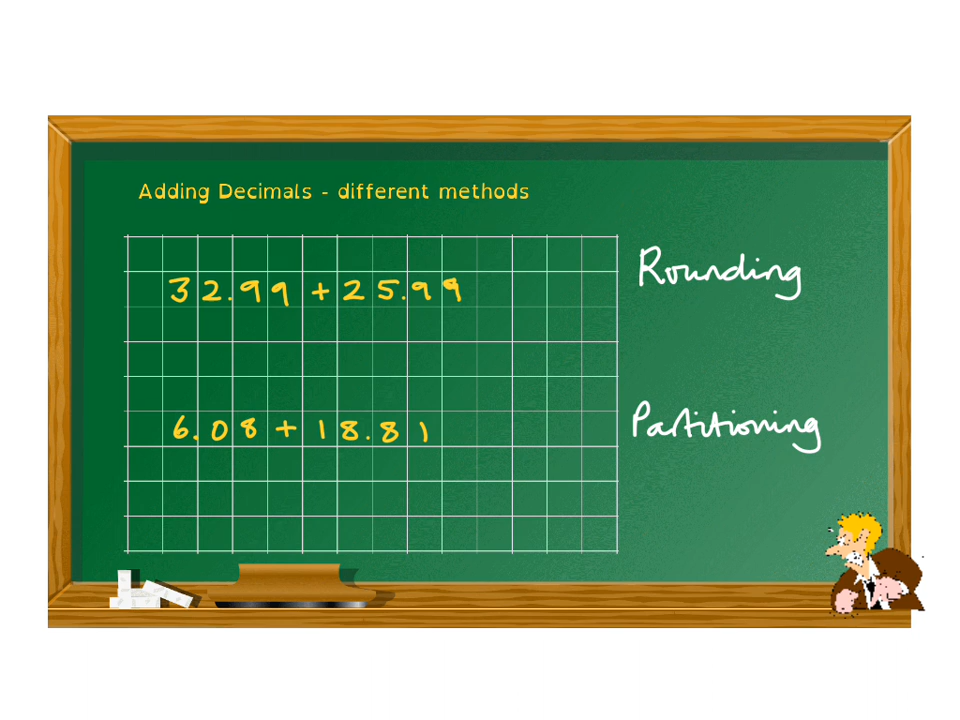 Adding Decimals - different methods
32.99 + 25.99
Rounding
6.08 + 18.81
Partitioning